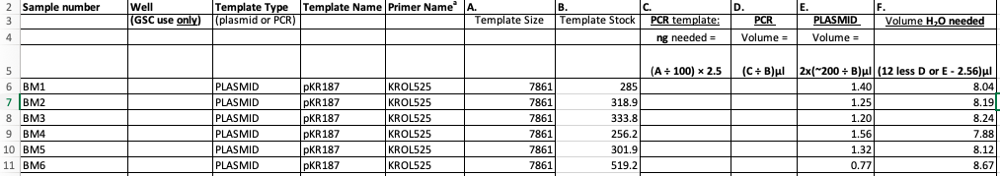 2 Sample number Well Template Type Template Name Primer Nameª A. B. C. D. E. F.
3 (GSC use only) (plasmid or PCR) Template Size Template Stock PCR template: PCR PLASMID Volume H₂O needed
4 ng needed = Volume = Volume =
5 (A ÷ 100) × 2.5 (C ÷ B)µl 2x(~200 ÷ B)µl (12 less D or E - 2.56)µl
6 BM1 PLASMID pKR187 KROL525 7861 285 1.40 8.04
7 BM2 PLASMID pKR187 KROL525 7861 318.9 1.25 8.19
8 BM3 PLASMID pKR187 KROL525 7861 333.8 1.20 8.24
9 BM4 PLASMID pKR187 KROL525 7861 256.2 1.56 7.88
10 BM5 PLASMID pKR187 KROL525 7861 301.9 1.32 8.12
11 BM6 PLASMID pKR187 KROL525 7861 519.2 0.77 8.67